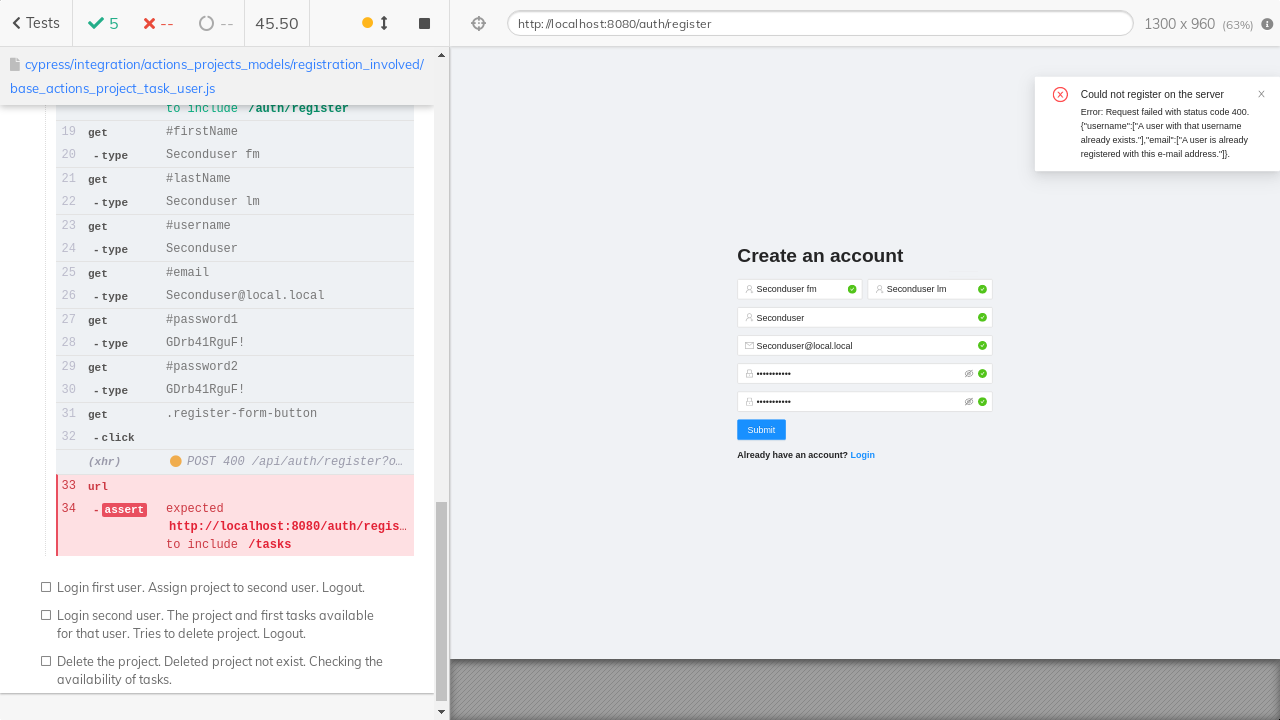 Tests
5
--
--
45.50
http://localhost:8080/auth/register
1300 x 960 (63%)
cypress/integration/actions_projects_models/registration_involved/
base_actions_project_task_user.js
to include /auth/register
19 get #firstName
20 -type Seconduser fm
21 get #lastName
22 -type Seconduser lm
23 get #username
24 -type Seconduser
25 get #email
26 -type Seconduser@local.local
27 get #password1
28 -type GDrb41RguF!
29 get #password2
30 -type GDrb41RguF!
31 get .register-form-button
32 -click
(xhr) POST 400 /api/auth/register?o…
33 url
34 -assert expected
http://localhost:8080/auth/regis…
to include /tasks
Login first user. Assign project to second user. Logout.
Login second user. The project and first tasks available
for that user. Tries to delete project. Logout.
Delete the project. Deleted project not exist. Checking the
availability of tasks.
Could not register on the server
Error: Request failed with status code 400.
{"username":["A user with that username
already exists."],"email":["A user is already
registered with this e-mail address."]}.
Create an account
Seconduser fm
Seconduser lm
Seconduser
Seconduser@local.local
•••••••••••
•••••••••••
Submit
Already have an account? Login